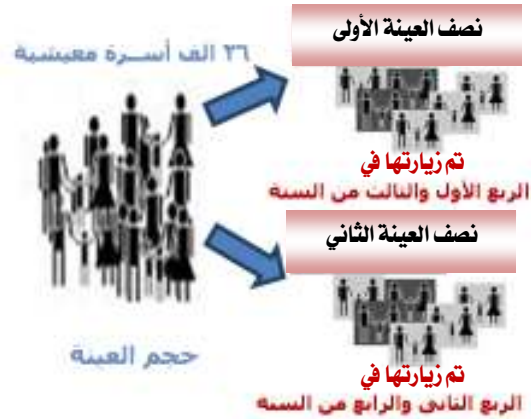 نصف العينة الأولى
٣٦ الف أسرة معيشية
تم زيارتها في
الربع الأول والثالث من السنة
نصف العينة الثاني
حجم العينة
تم زيارتها في
الربع الثاني والرابع من السنة